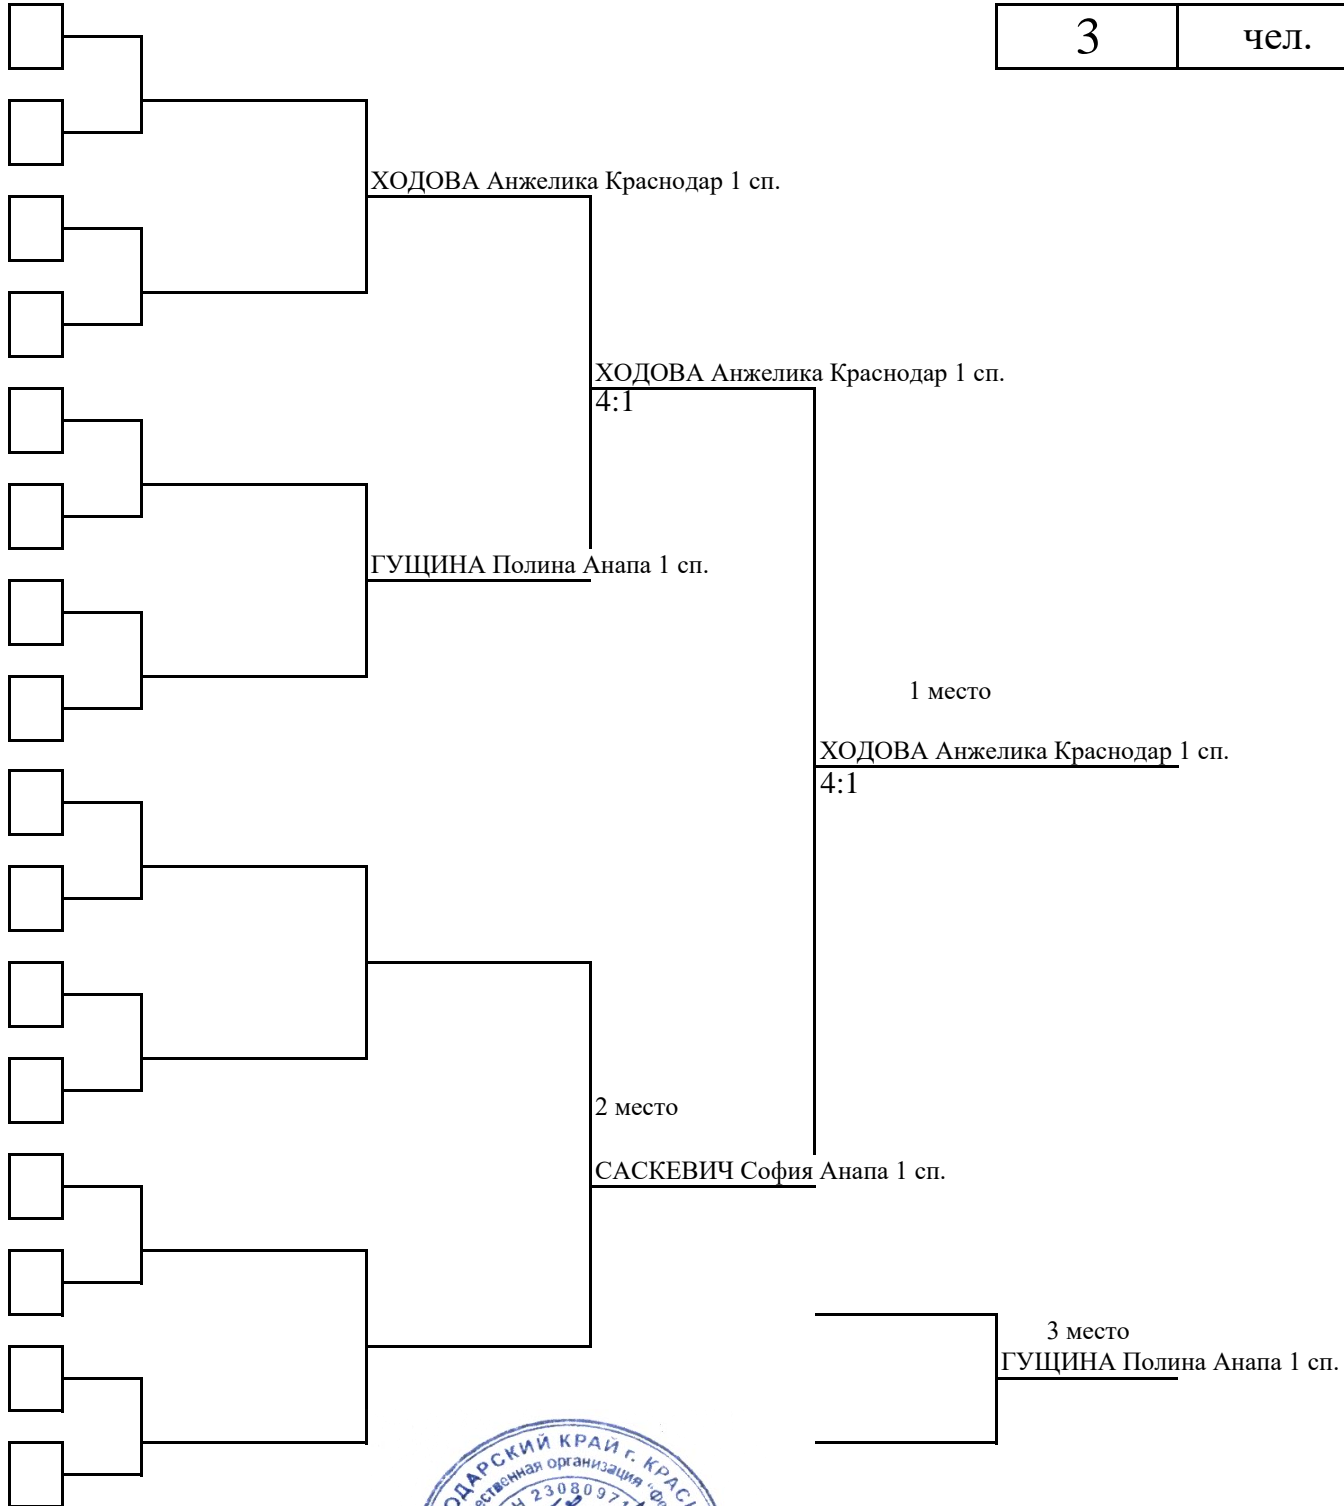 3 чел.
ХОДОВА Анжелика Краснодар 1 сп.
ХОДОВА Анжелика Краснодар 1 сп.
4:1
ГУЩИНА Полина Анапа 1 сп.
1 место
ХОДОВА Анжелика Краснодар 1 сп.
4:1
2 место
САСКЕВИЧ София Анапа 1 сп.
3 место
ГУЩИНА Полина Анапа 1 сп.
КРАЙ г.
организация